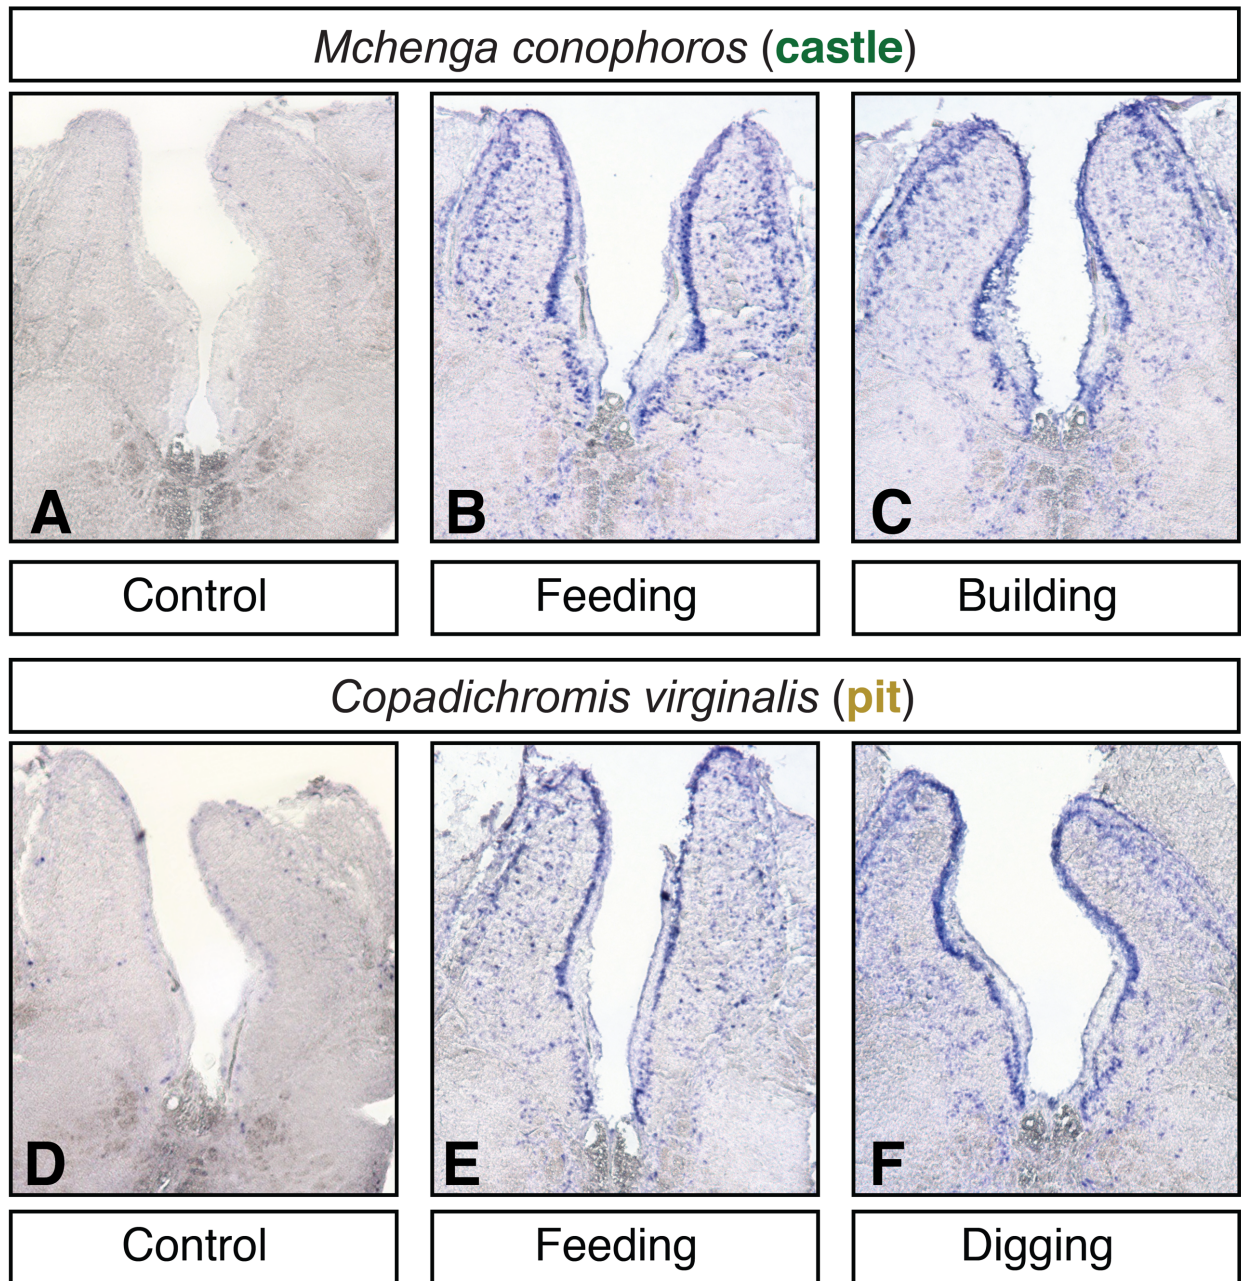 Mchenga conophoros (castle)
A
B
C
Control
Feeding
Building
Copadichromis virginalis (pit)
D
E
F
Control
Feeding
Digging